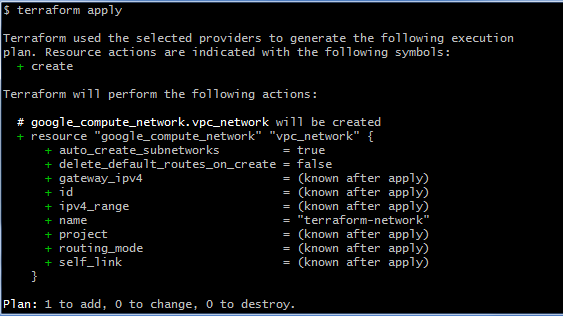 $ terraform apply
Terraform used the selected providers to generate the following execution
plan. Resource actions are indicated with the following symbols:
  + create
Terraform will perform the following actions:
  # google_compute_network.vpc_network will be created
  + resource "google_compute_network" "vpc_network" {
      + auto_create_subnetworks         = true
      + delete_default_routes_on_create = false
      + gateway_ipv4                    = (known after apply)
      + id                              = (known after apply)
      + ipv4_range                      = (known after apply)
      + name                            = "terraform-network"
      + project                         = (known after apply)
      + routing_mode                    = (known after apply)
      + self_link                       = (known after apply)
    }
Plan: 1 to add, 0 to change, 0 to destroy.